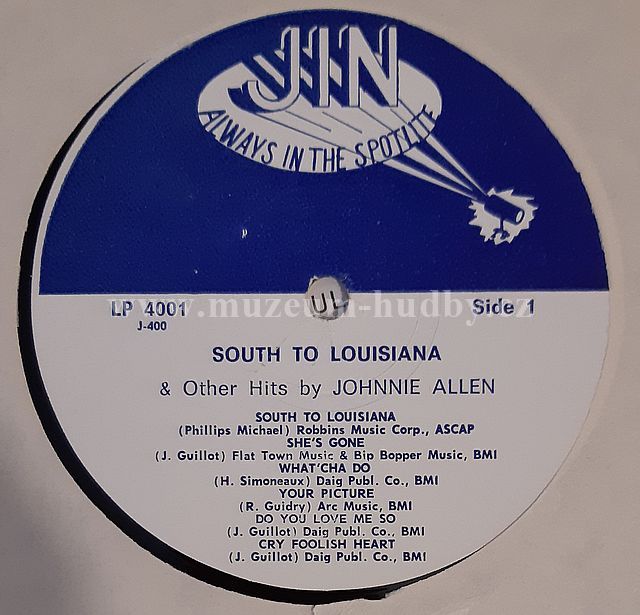 JIN
ALWAYS IN THE SPOTLITE
LP 4001
J-400
Side 1
www.muzeum-hudby.cz
SOUTH TO LOUISIANA
& Other Hits by JOHNNIE ALLEN
SOUTH TO LOUISIANA
(Phillips Michael) Robbins Music Corp., ASCAP
SHE'S GONE
(J. Guillot) Flat Town Music & Bip Bopper Music, BMI
WHAT'CHA DO
(H. Simoneaux) Daig Publ. Co., BMI
YOUR PICTURE
(R. Guidry) Arc Music, BMI
DO YOU LOVE ME SO
(J. Guillot) Daig Publ. Co., BMI
CRY FOOLISH HEART
(J. Guillot) Daig Publ. Co., BMI